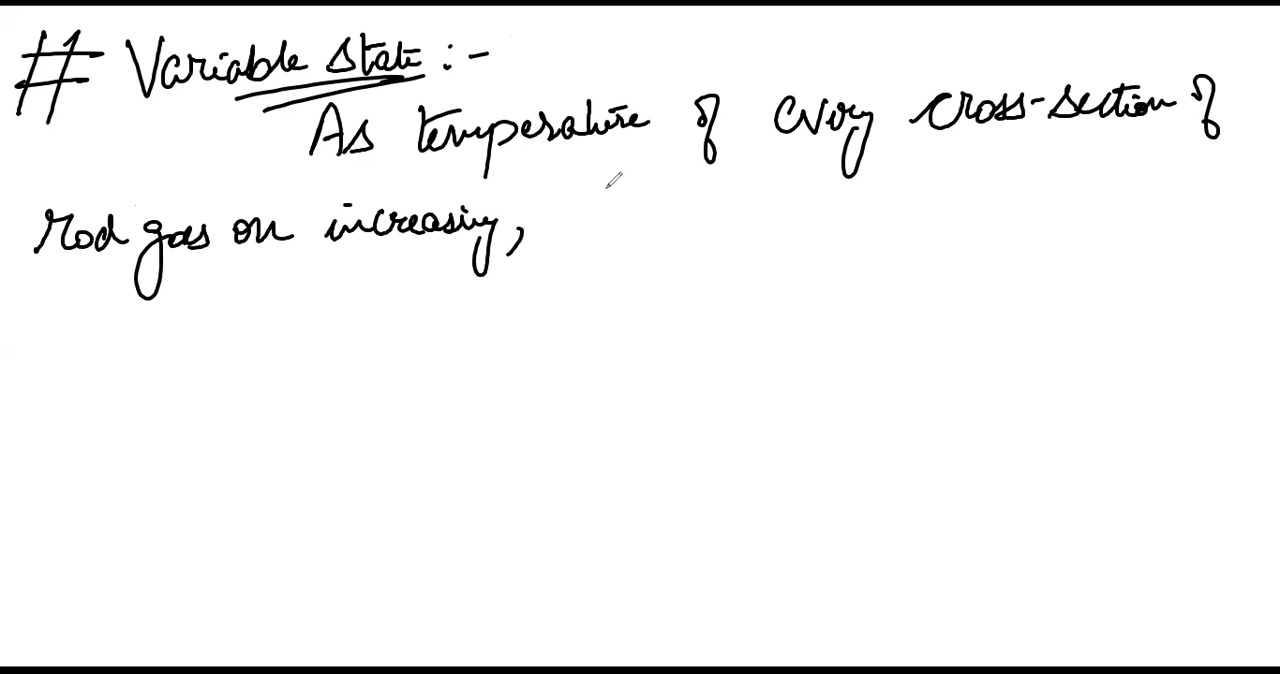 # Variable State :-
As temperature of every cross-section of
rod goes on increasing,